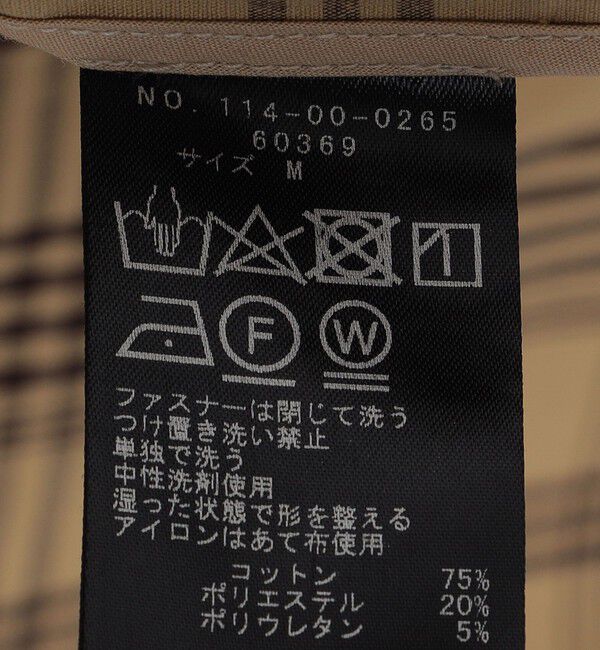 NO. 114-00-0265
60369
サイズ M
F W
ファスナーは閉じて洗う
つけ置き洗い禁止
単独で洗う
中性洗剤使用
湿った状態で形を整える
アイロンはあて布使用
コットン 75%
ポリエステル 20%
ポリウレタン 5%